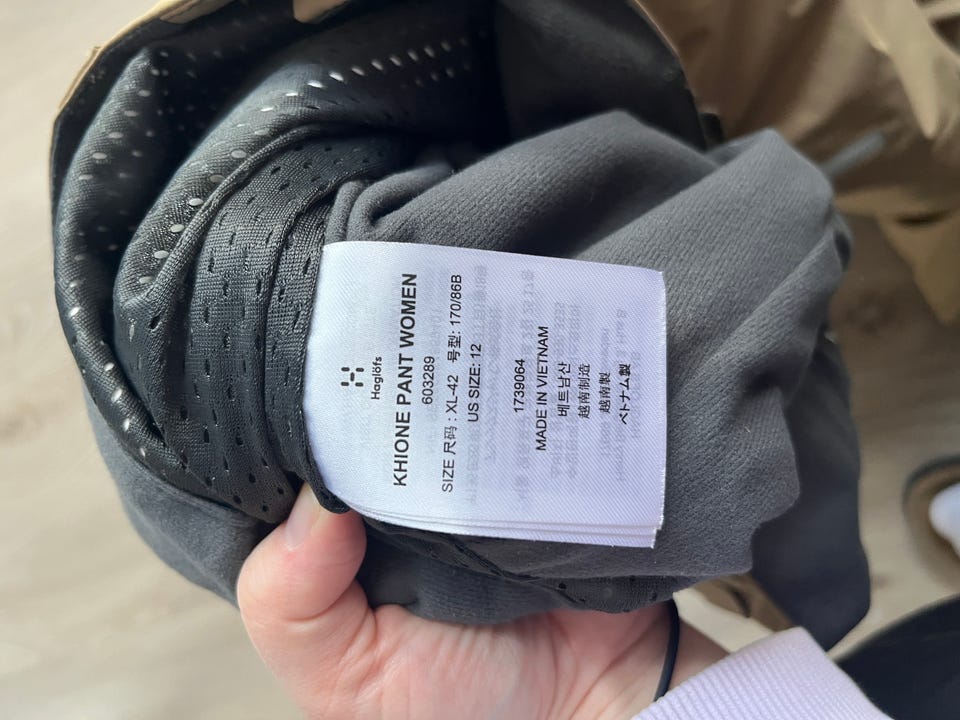 Haglöfs
KHIONE PANT WOMEN
603289
SIZE 尺码 : XL-42 号型: 170/86B
US SIZE: 12
1739064
MADE IN VIETNAM
베트남산
越南制造
越南製
ベトナム製